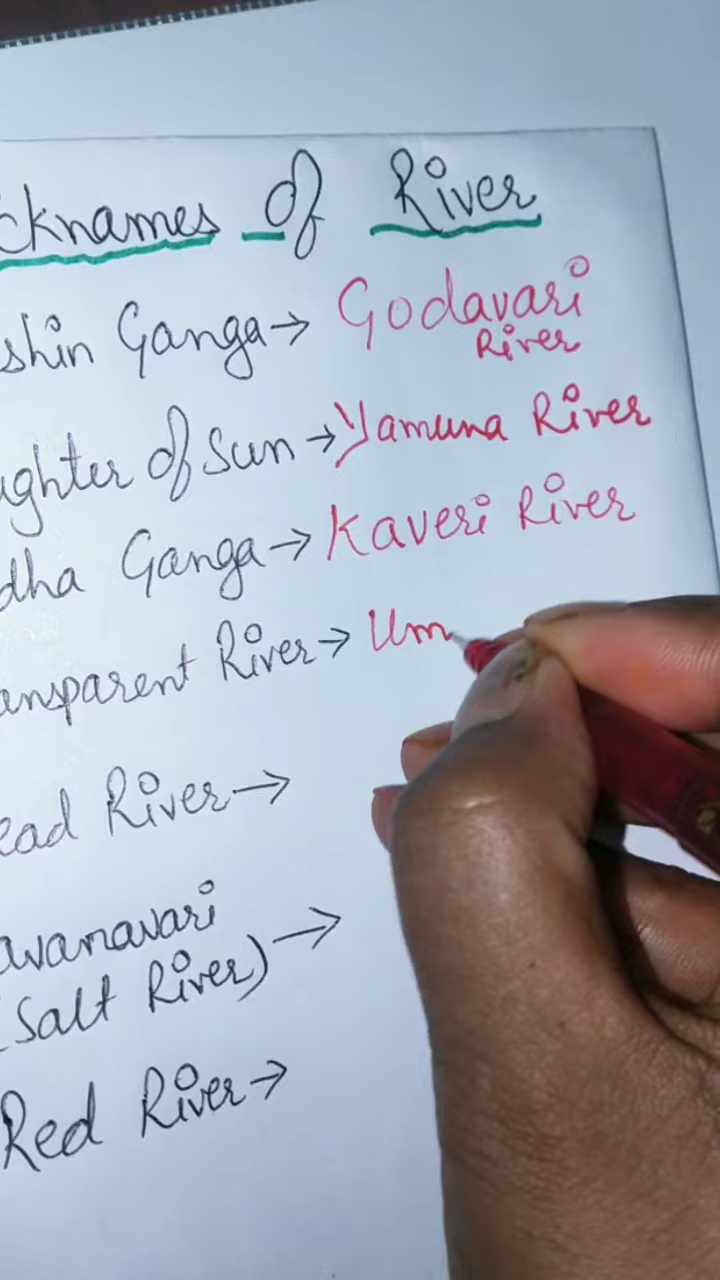 cknames of River
shin Ganga→ Godavari
River
ughter of Sun→Yamuna River
dha Ganga→ Kaveri River
ansparent River→ Um
ead River→
avanavari
(Salt River) →
Red River→